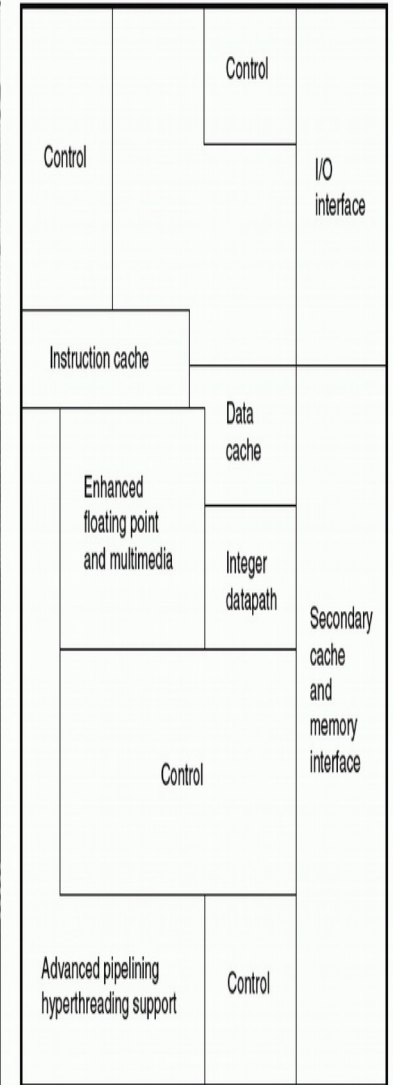 Control
Control
I/O
interface
Instruction cache
Data
cache
Enhanced
floating point
and multimedia
Integer
datapath
Secondary
cache
and
memory
interface
Control
Advanced pipelining
hyperthreading support
Control